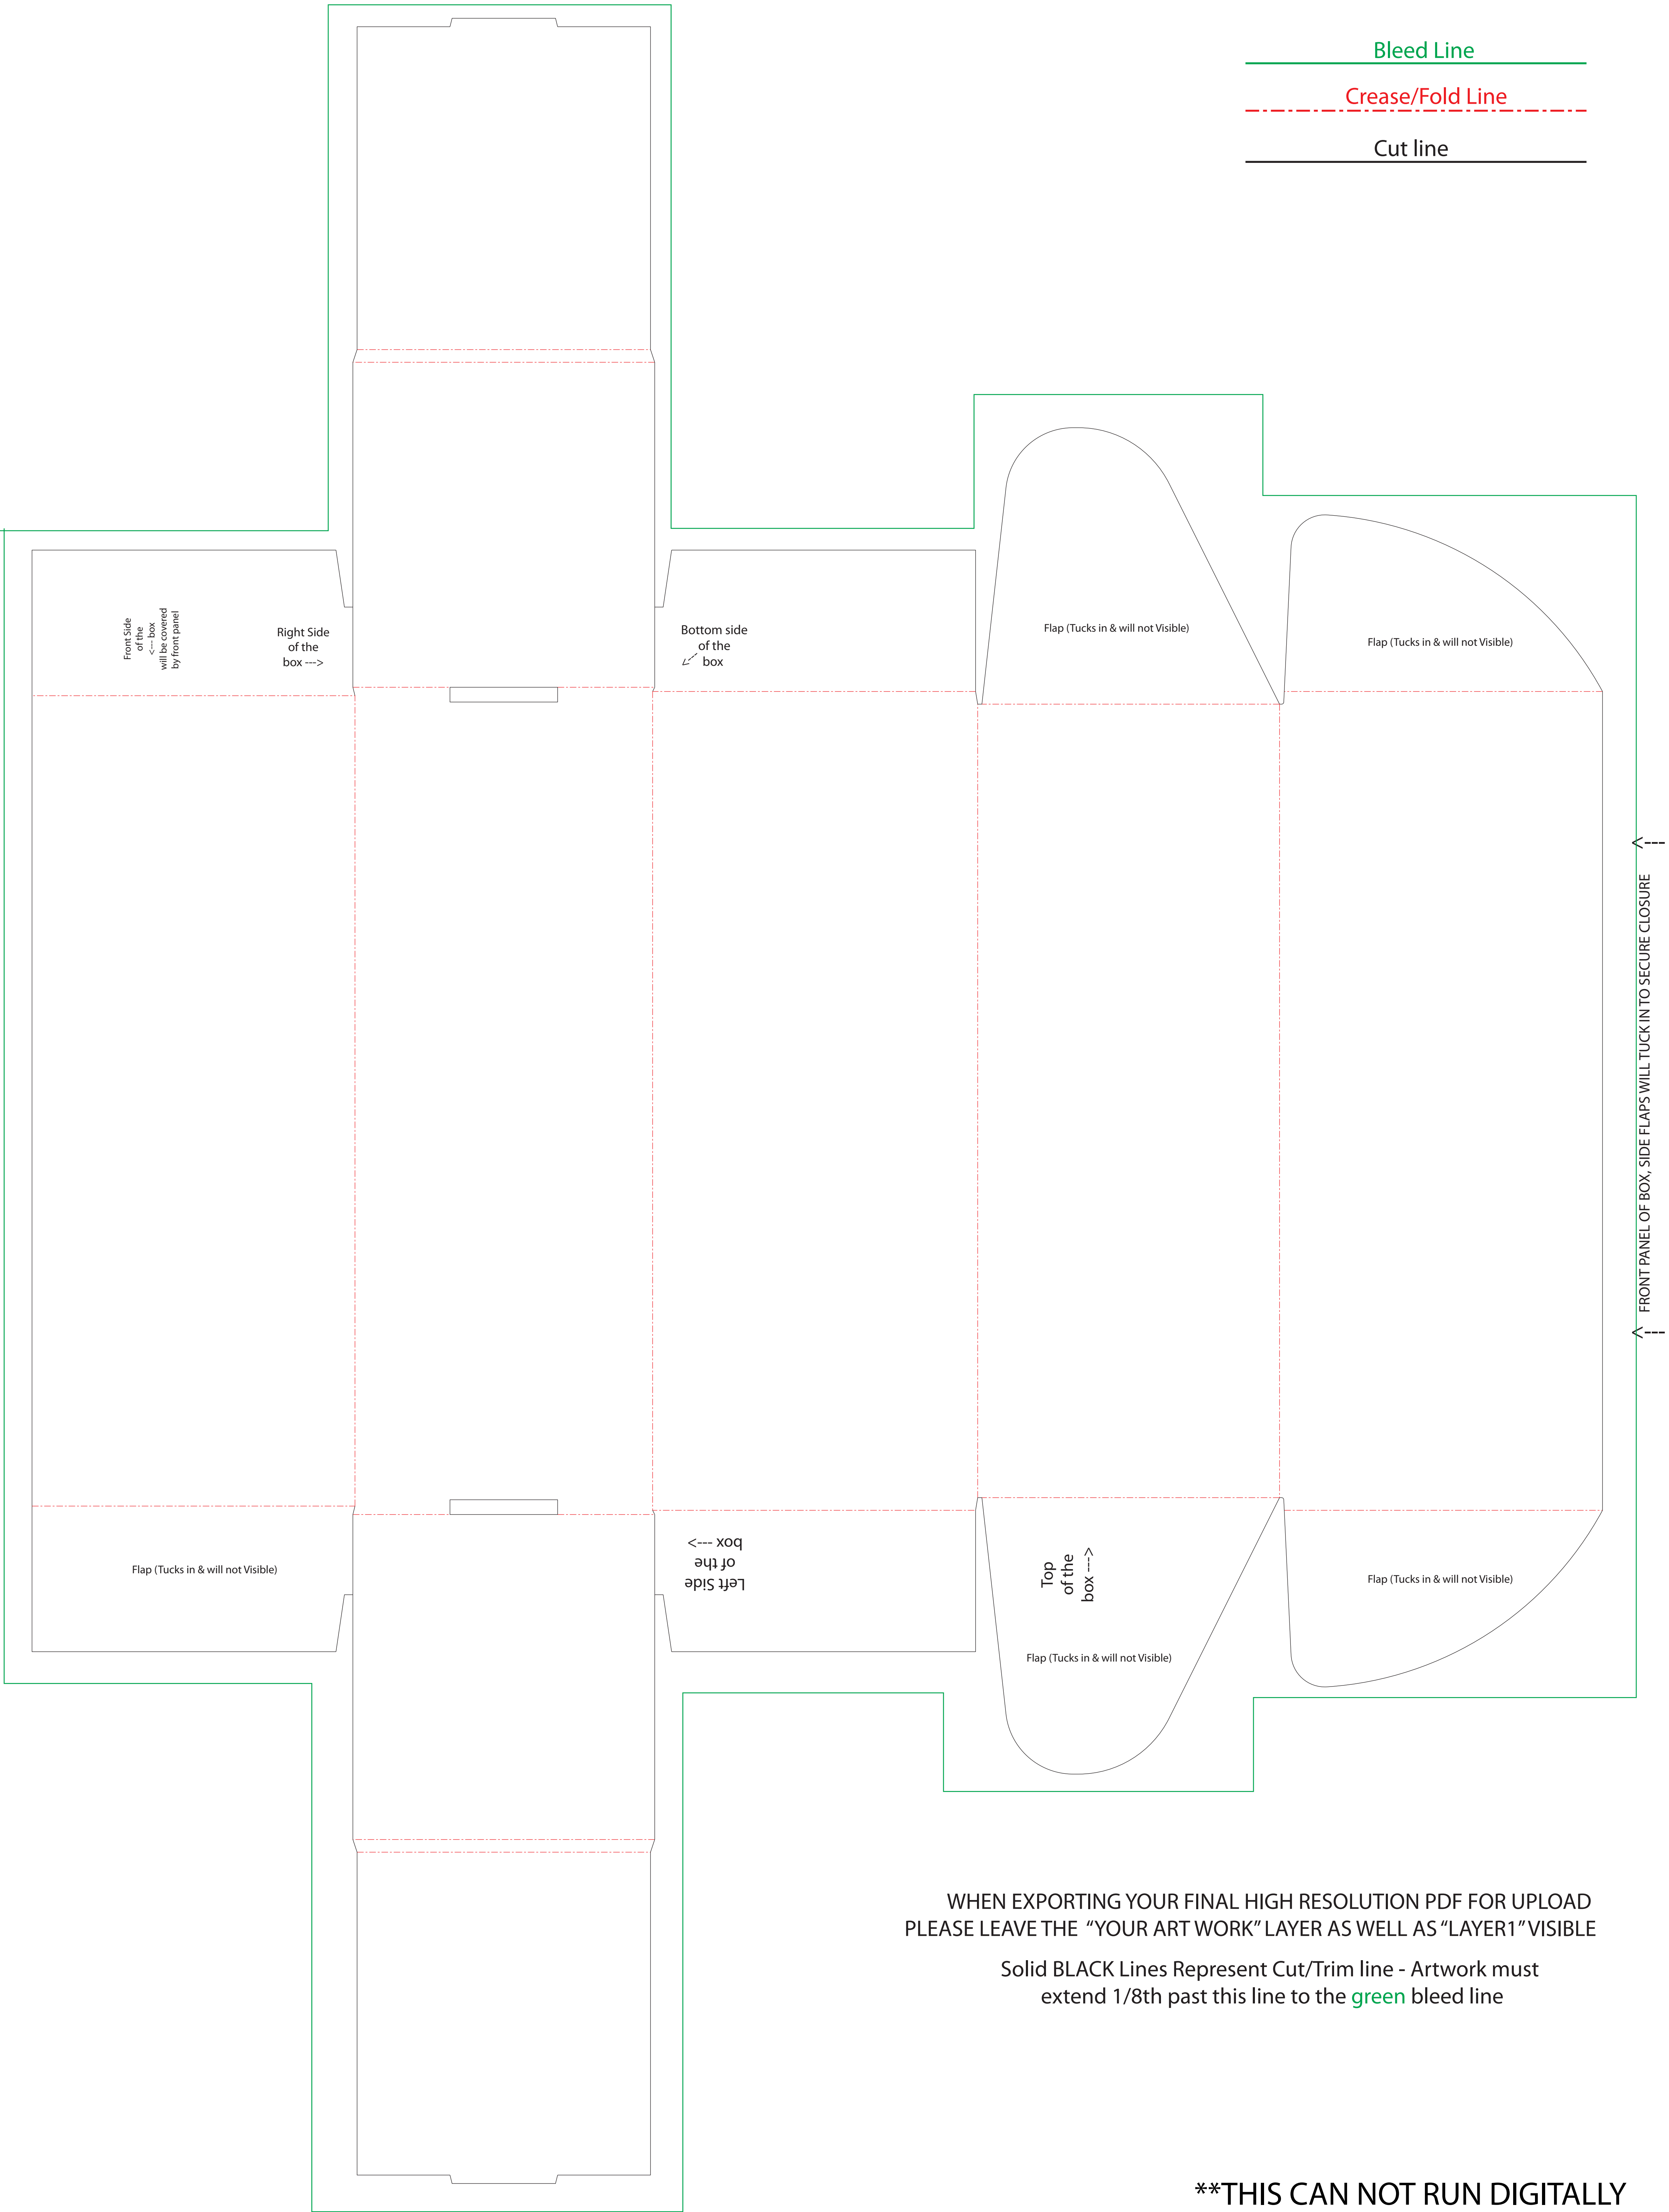 Bleed Line
Crease/Fold Line
Cut line
Front Side
of the
<--- box
will be covered
by front panel
Right Side
of the
box --->
Bottom side
of the
box
Flap (Tucks in & will not Visible)
Flap (Tucks in & will not Visible)
<---
FRONT PANEL OF BOX, SIDE FLAPS WILL TUCK IN TO SECURE CLOSURE
<---
Flap (Tucks in & will not Visible)
Left Side
of the
box --->
Top
of the
box --->
Flap (Tucks in & will not Visible)
Flap (Tucks in & will not Visible)
WHEN EXPORTING YOUR FINAL HIGH RESOLUTION PDF FOR UPLOAD
PLEASE LEAVE THE “YOUR ART WORK” LAYER AS WELL AS “LAYER1” VISIBLE
Solid BLACK Lines Represent Cut/Trim line - Artwork must
extend 1/8th past this line to the green bleed line
**THIS CAN NOT RUN DIGITALLY